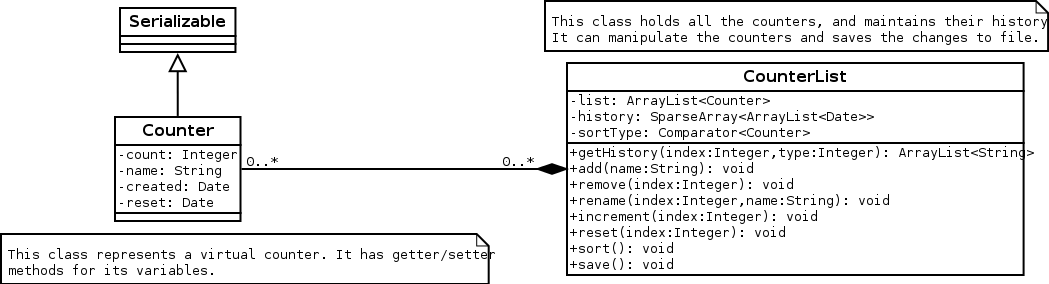 Serializable
This class holds all the counters, and maintains their history
It can manipulate the counters and saves the changes to file.
CounterList
-list: ArrayList<Counter>
-history: SparseArray<ArrayList<Date>>
-sortType: Comparator<Counter>
+getHistory(index:Integer,type:Integer): ArrayList<String>
+add(name:String): void
+remove(index:Integer): void
+rename(index:Integer,name:String): void
+increment(index:Integer): void
+reset(index:Integer): void
+sort(): void
+save(): void
Counter
-count: Integer
-name: String
-created: Date
-reset: Date
0..*
0..*
This class represents a virtual counter. It has getter/setter
methods for its variables.